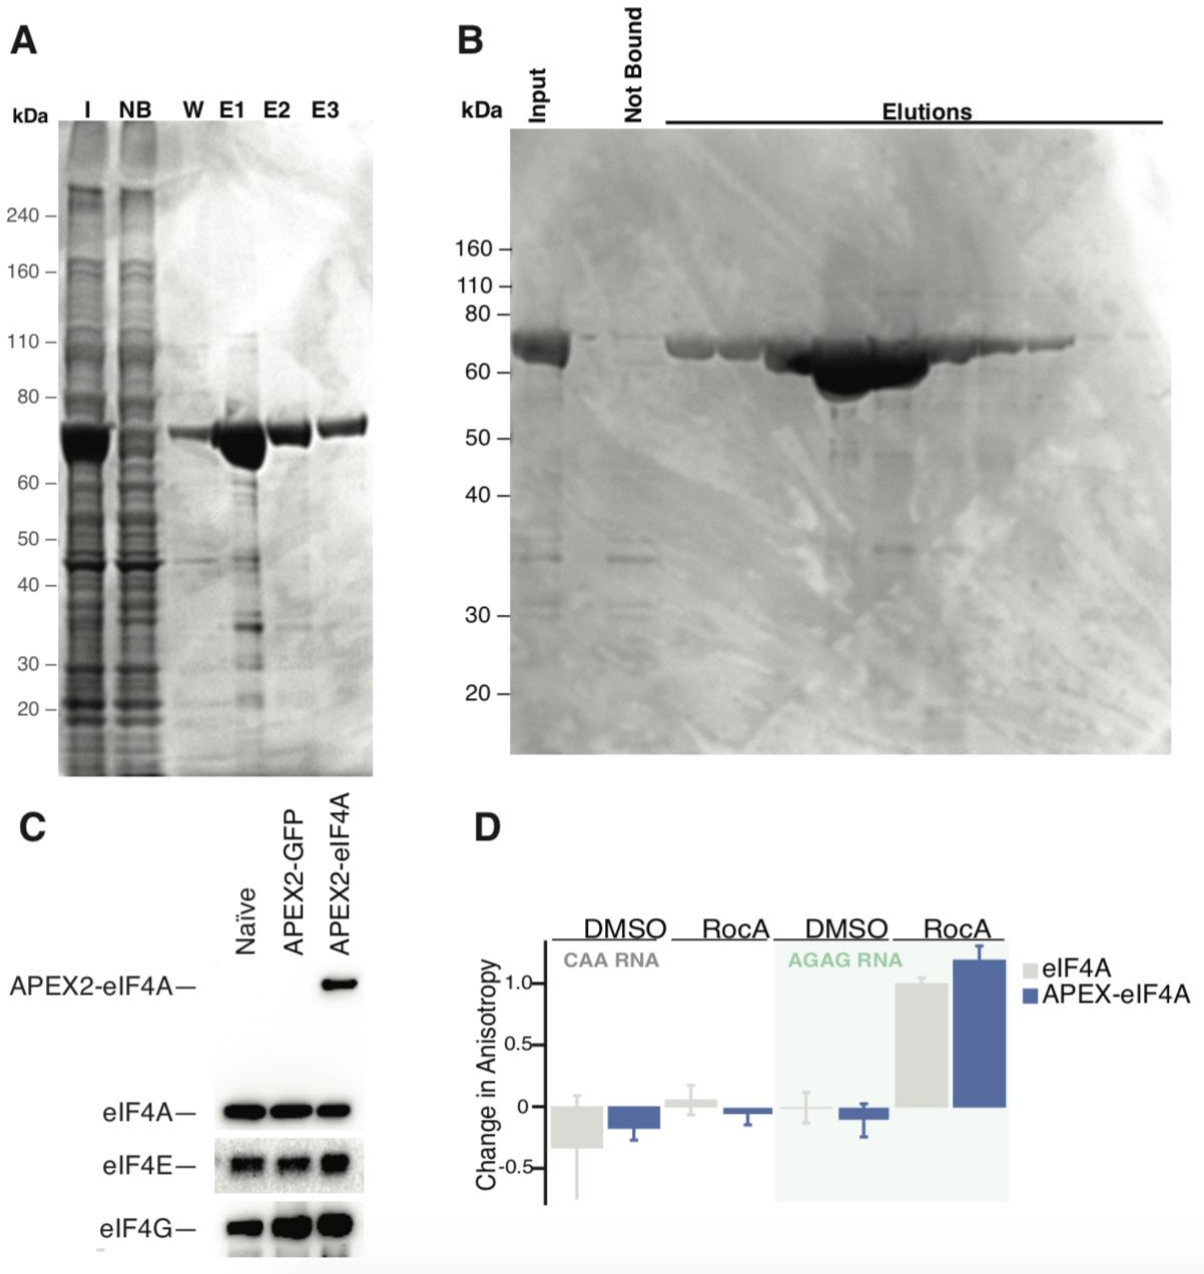 A
kDa I NB W E1 E2 E3
240
160
110
80
60
50
40
30
20
B
kDa Input Not Bound Elutions
160
110
80
60
50
40
30
20
C
Naïve APEX2-GFP APEX2-eIF4A
APEX2-eIF4A
eIF4A
eIF4E
eIF4G
D
DMSO RocA DMSO RocA
CAA RNA AGAG RNA
Change in Anisotropy
1.0
0.5
0
-0.5
eIF4A
APEX-eIF4A